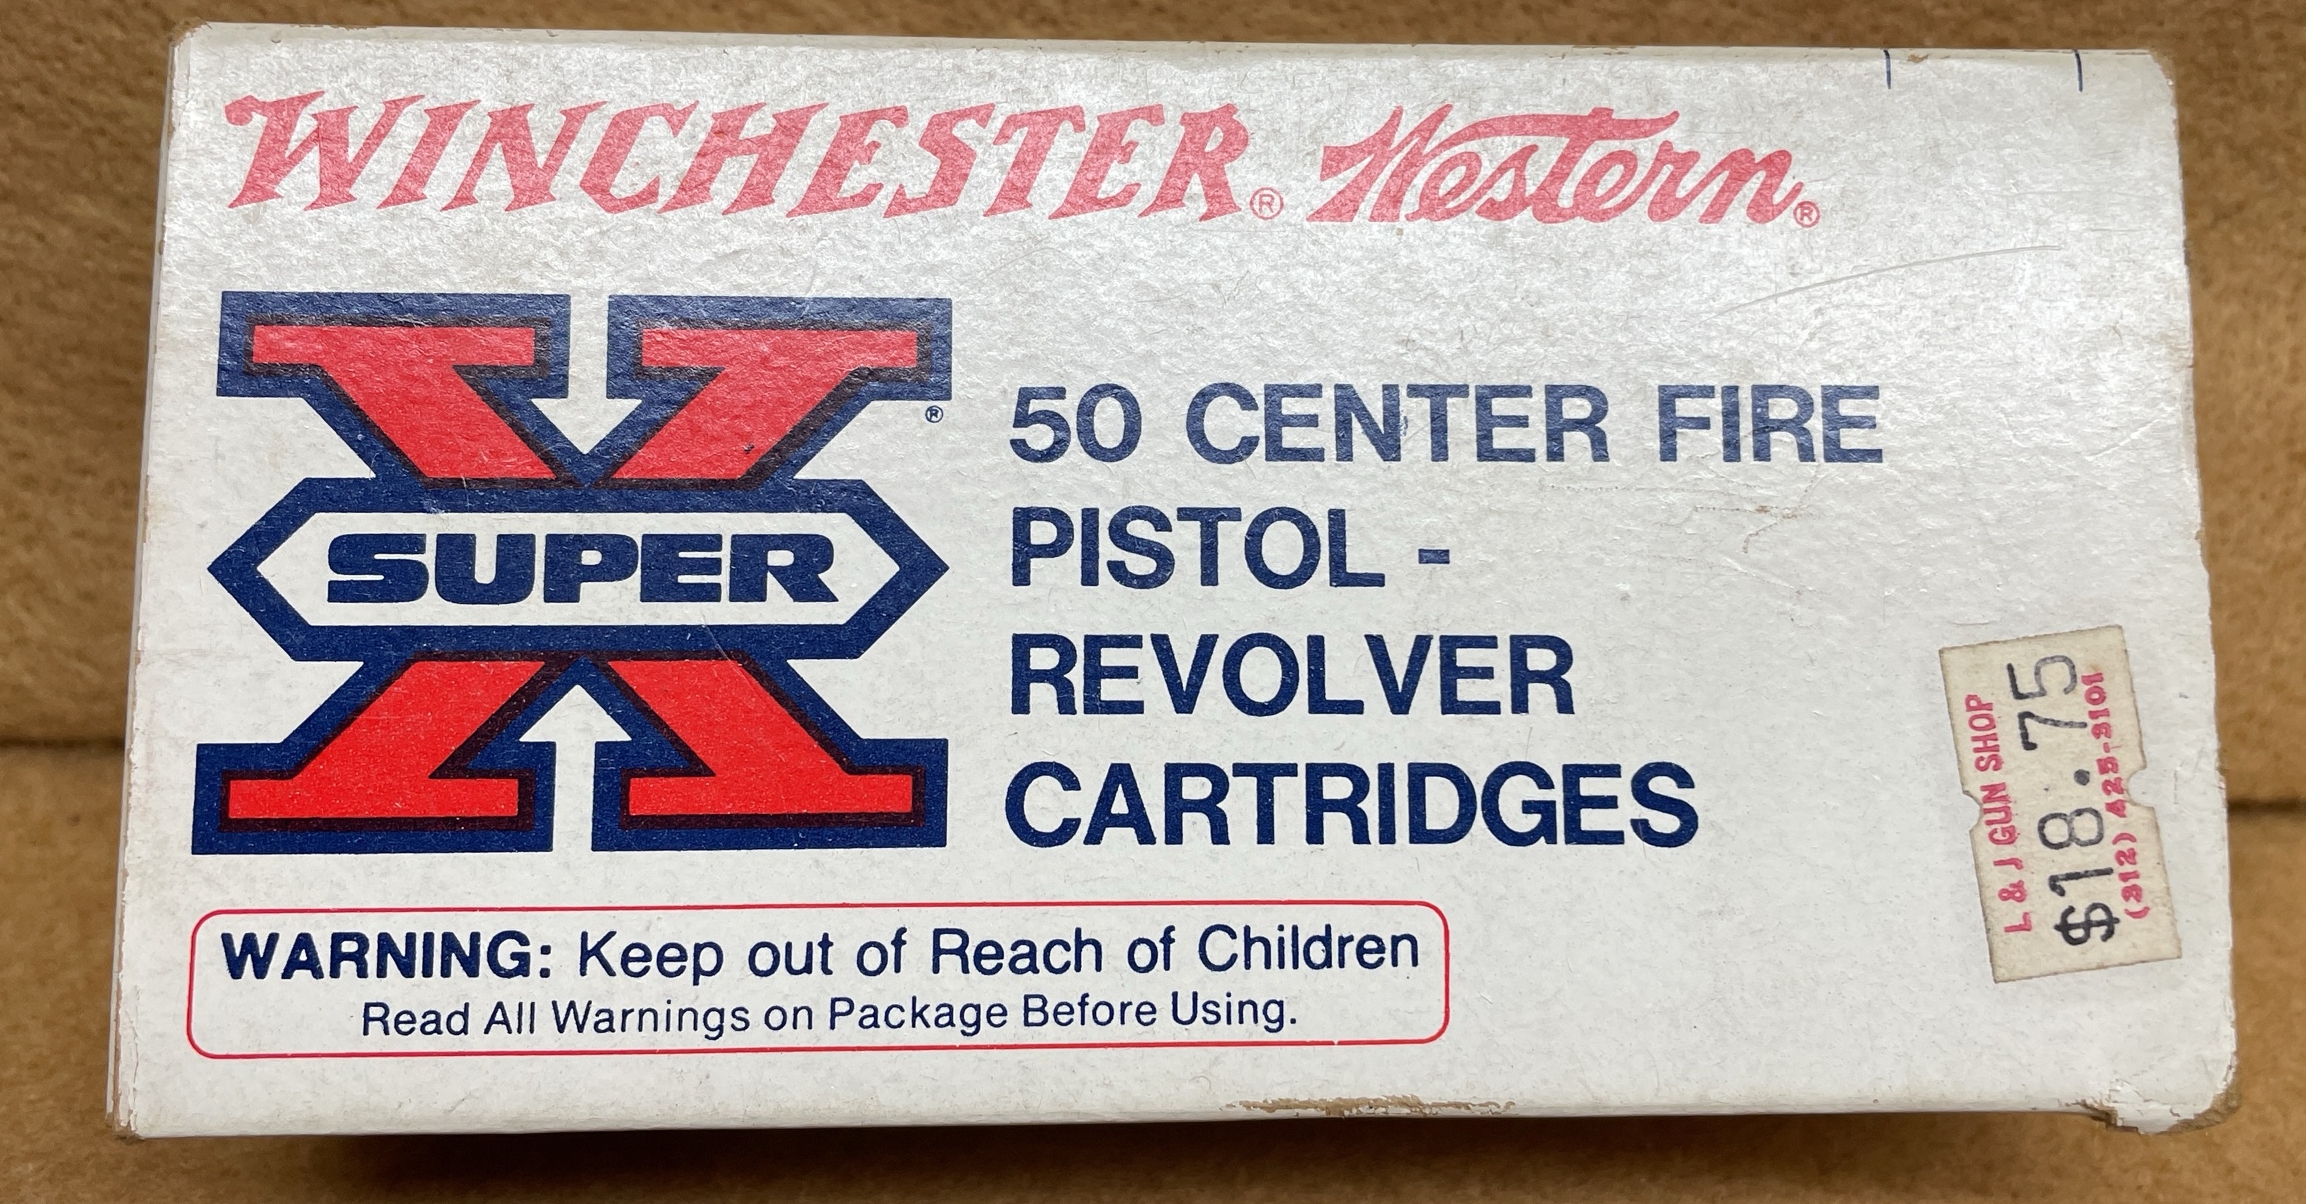 WINCHESTER® Western®
SUPER X®
50 CENTER FIRE
PISTOL -
REVOLVER
CARTRIDGES
WARNING: Keep out of Reach of Children
Read All Warnings on Package Before Using.
L & J GUN SHOP
$18.75
(312) 425-3101